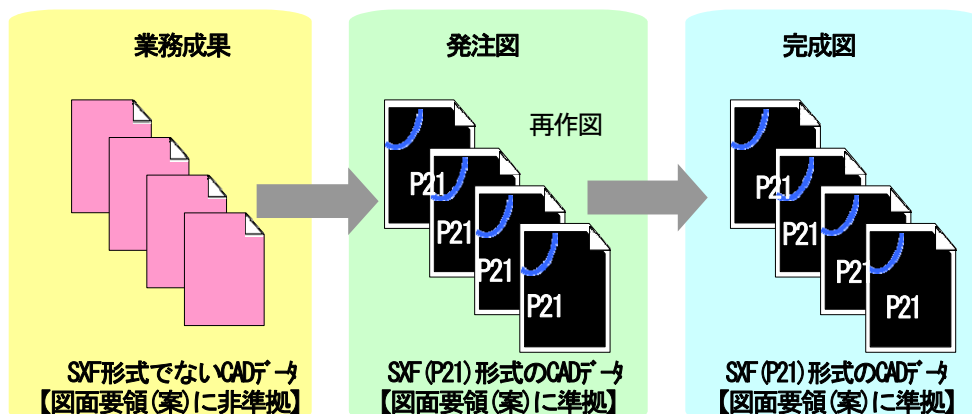 業務成果
SXF形式でないCADデータ
【図面要領(案)に非準拠】
発注図
再作図
P21
P21
P21
P21
SXF(P21)形式のCADデータ
【図面要領(案)に準拠】
完成図
P21
P21
P21
P21
SXF(P21)形式のCADデータ
【図面要領(案)に準拠】